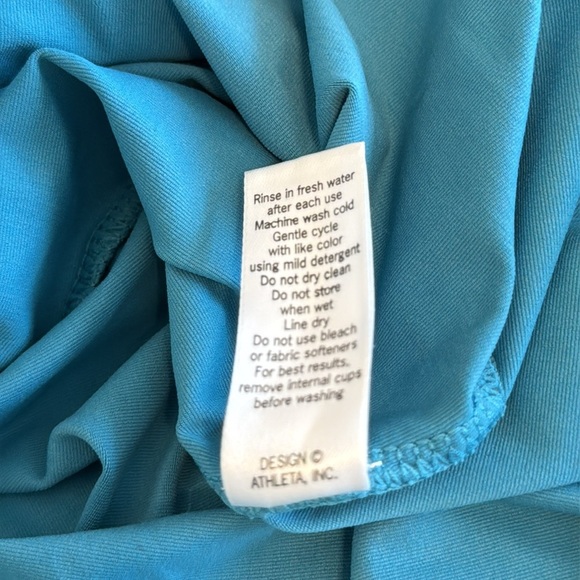 Rinse in fresh water
after each use
Machine wash cold
Gentle cycle
with like color
using mild detergent
Do not dry clean
Do not store
when wet
Line dry
Do not use bleach
or fabric softeners
For best results,
remove internal cups
before washing
DESIGN ©
ATHLETA, INC.